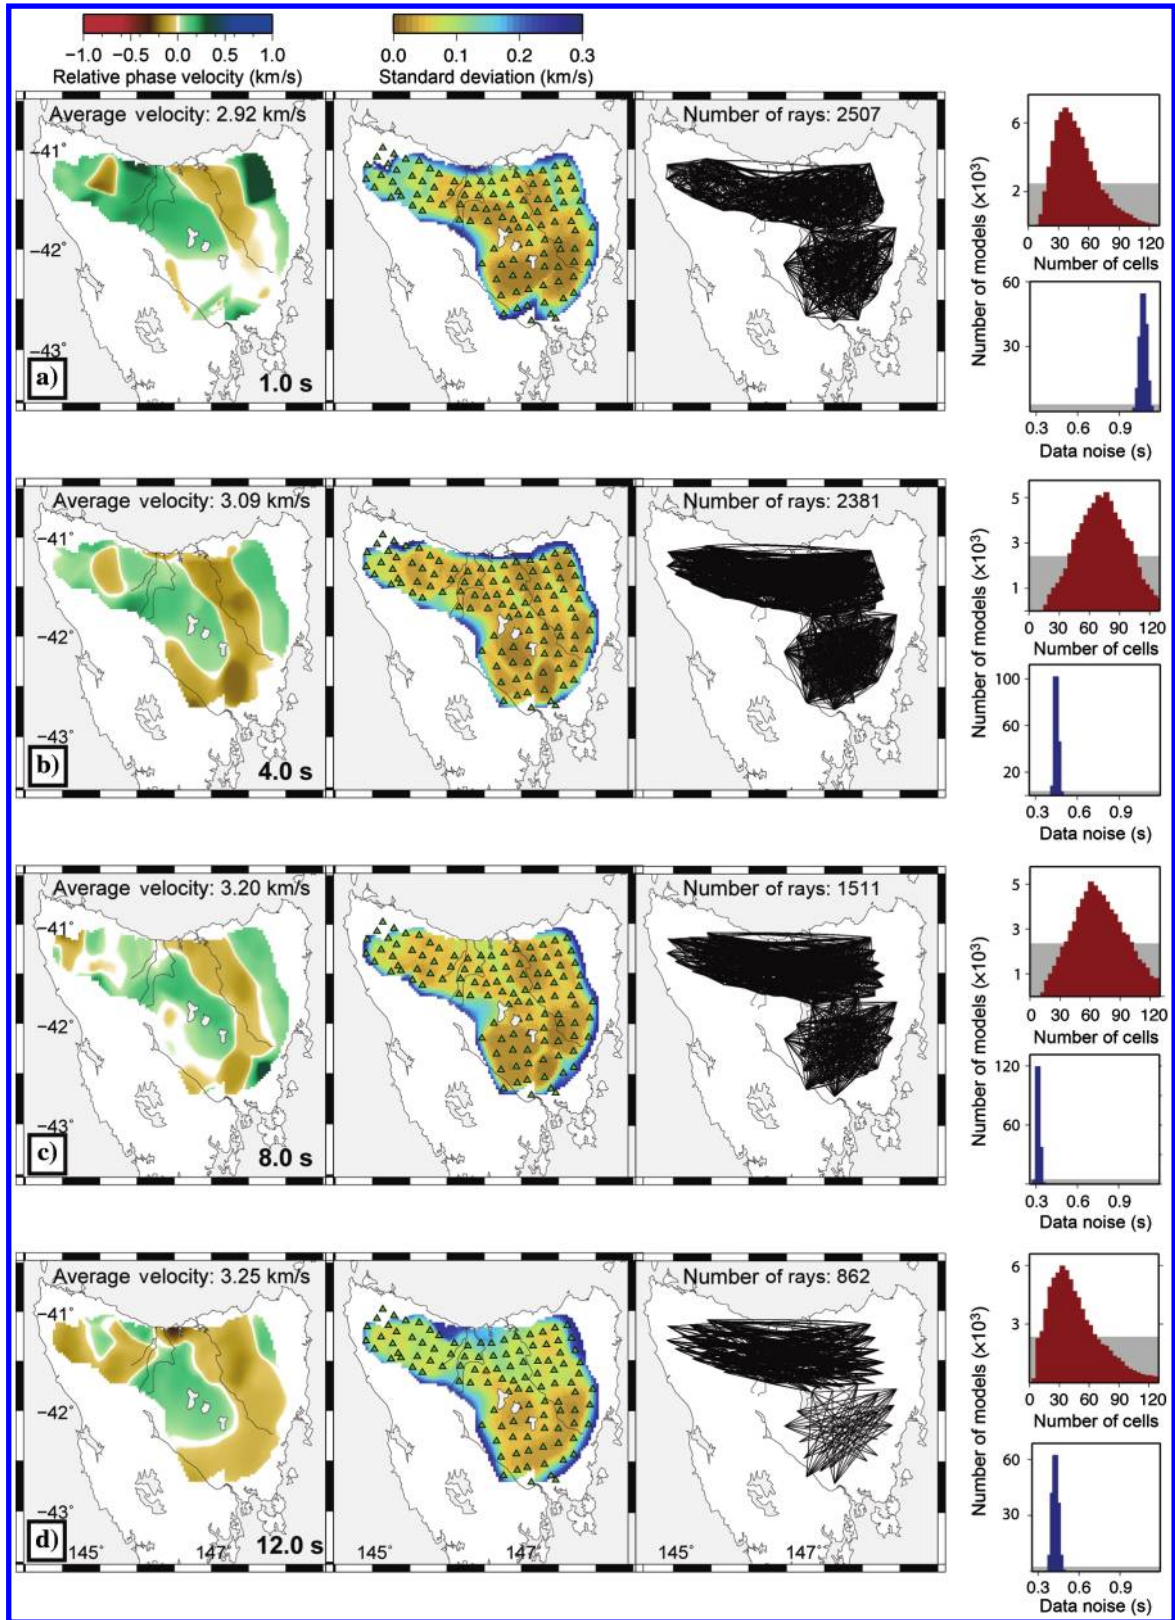 −1.0 −0.5 0.0 0.5 1.0
Relative phase velocity (km/s)
0.0 0.1 0.2 0.3
Standard deviation (km/s)
Average velocity: 2.92 km/s
Number of rays: 2507
−41°
−42°
−43°
a)
1.0 s
Number of models (×10³)
6
2
0 30 60 90 120
Number of cells
60
30
0.3 0.6 0.9
Data noise (s)
Average velocity: 3.09 km/s
Number of rays: 2381
−41°
−42°
−43°
b)
4.0 s
Number of models (×10³)
5
3
1
0 30 60 90 120
Number of cells
100
60
20
0.3 0.6 0.9
Data noise (s)
Average velocity: 3.20 km/s
Number of rays: 1511
−41°
−42°
−43°
c)
8.0 s
Number of models (×10³)
5
3
1
0 30 60 90 120
Number of cells
120
60
0.3 0.6 0.9
Data noise (s)
Average velocity: 3.25 km/s
Number of rays: 862
−41°
−42°
−43°
d)
145° 147°
12.0 s
145° 147°
145° 147°
Number of models (×10³)
6
3
0 30 60 90 120
Number of cells
60
30
0.3 0.6 0.9
Data noise (s)